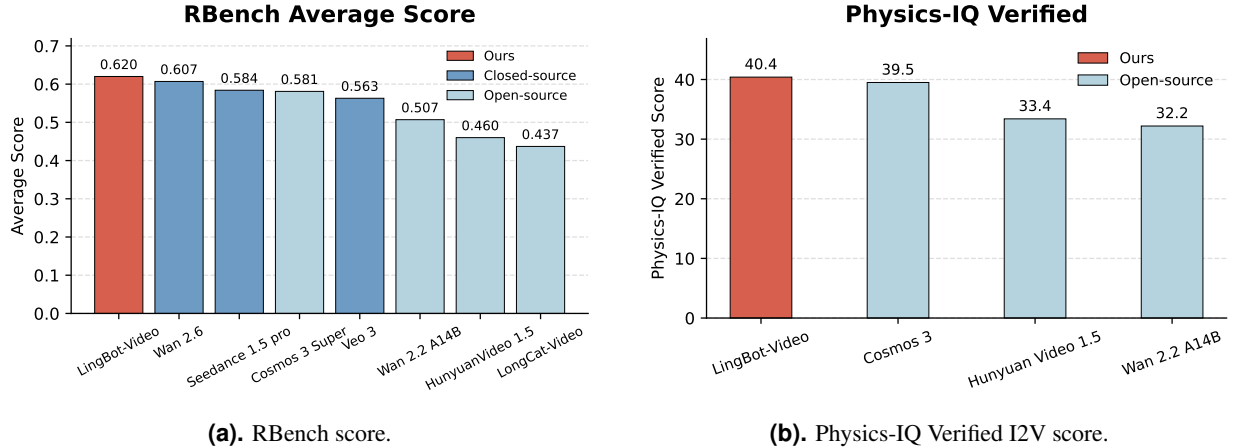 RBench Average Score
Average Score
0.7
0.6
0.5
0.4
0.3
0.2
0.1
0.0
0.620
0.607
0.584
0.581
0.563
0.507
0.460
0.437
Ours
Closed-source
Open-source
LingBot-Video
Wan 2.6
Seedance 1.5 pro
Cosmos 3 Super
Veo 3
Wan 2.2 A14B
HunyuanVideo 1.5
LongCat-Video
(a). RBench score.
Physics-IQ Verified
Physics-IQ Verified Score
40
30
20
10
0
40.4
39.5
33.4
32.2
Ours
Open-source
LingBot-Video
Cosmos 3
Hunyuan Video 1.5
Wan 2.2 A14B
(b). Physics-IQ Verified I2V score.